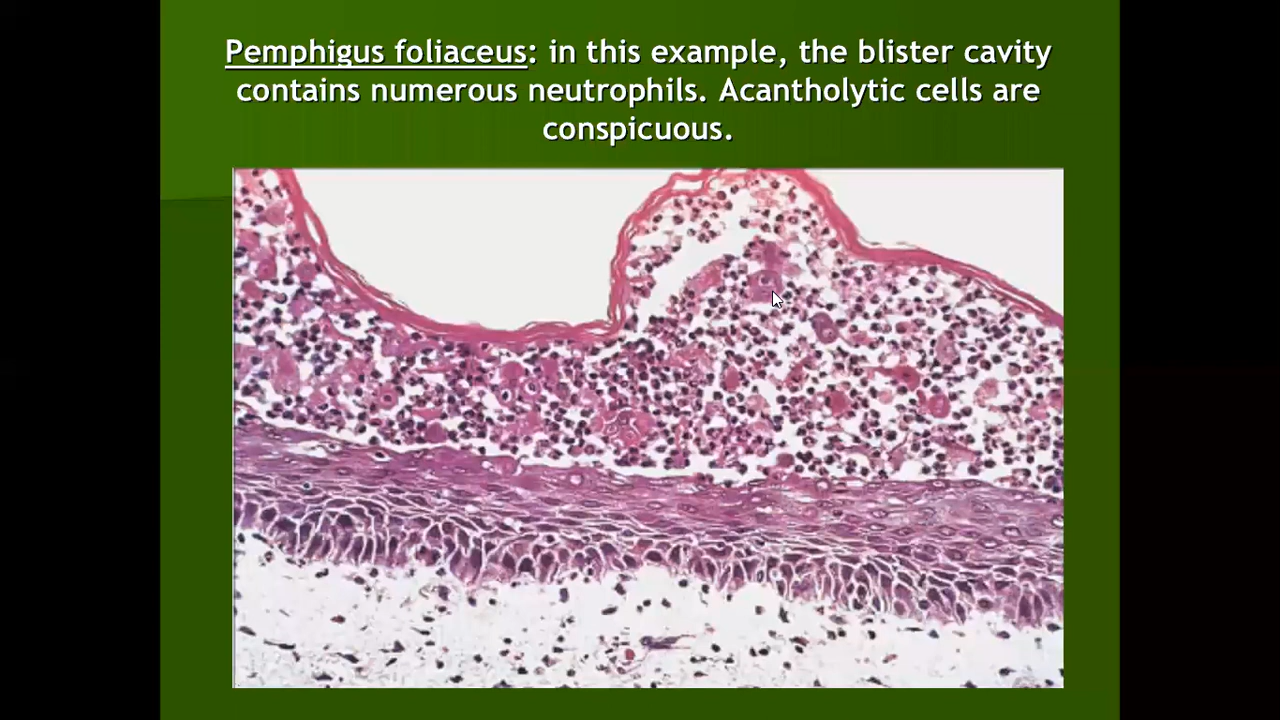 Pemphigus foliaceus: in this example, the blister cavity
contains numerous neutrophils. Acantholytic cells are
conspicuous.